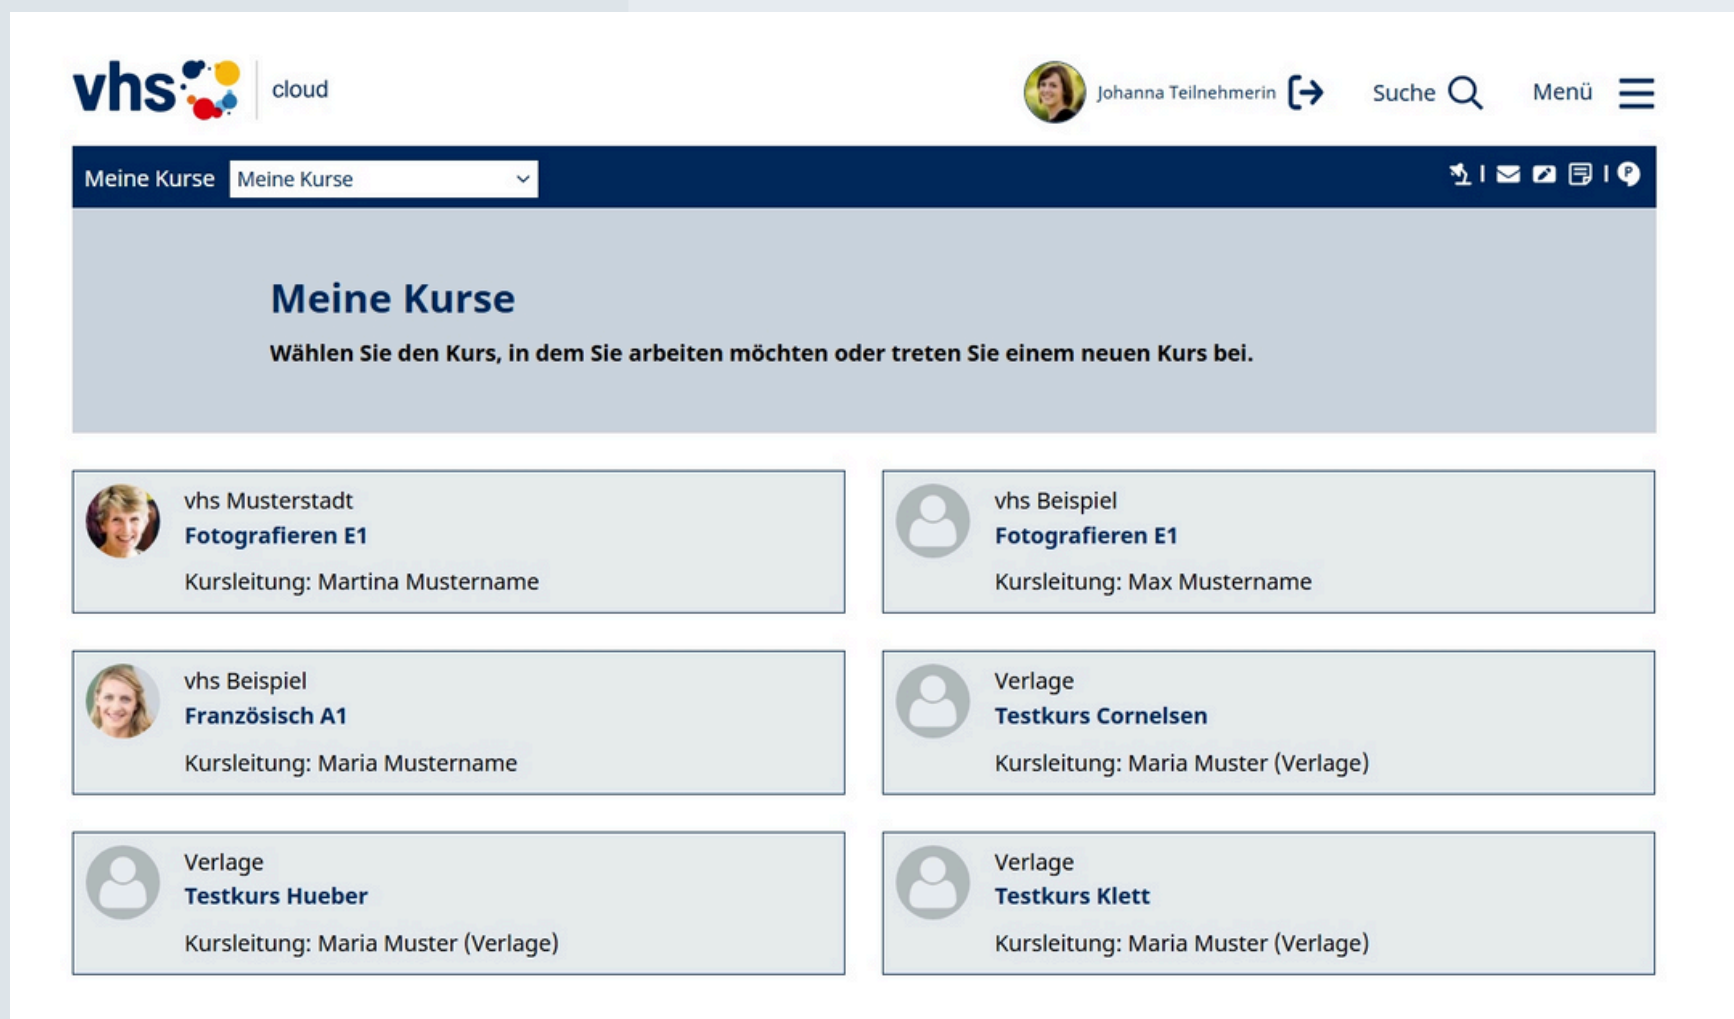 vhs cloud
Johanna Teilnehmerin
Suche
Menü
Meine Kurse Meine Kurse
P
Meine Kurse
Wählen Sie den Kurs, in dem Sie arbeiten möchten oder treten Sie einem neuen Kurs bei.
vhs Musterstadt
Fotografieren E1
Kursleitung: Martina Mustername
vhs Beispiel
Fotografieren E1
Kursleitung: Max Mustername
vhs Beispiel
Französisch A1
Kursleitung: Maria Mustername
Verlage
Testkurs Cornelsen
Kursleitung: Maria Muster (Verlage)
Verlage
Testkurs Hueber
Kursleitung: Maria Muster (Verlage)
Verlage
Testkurs Klett
Kursleitung: Maria Muster (Verlage)